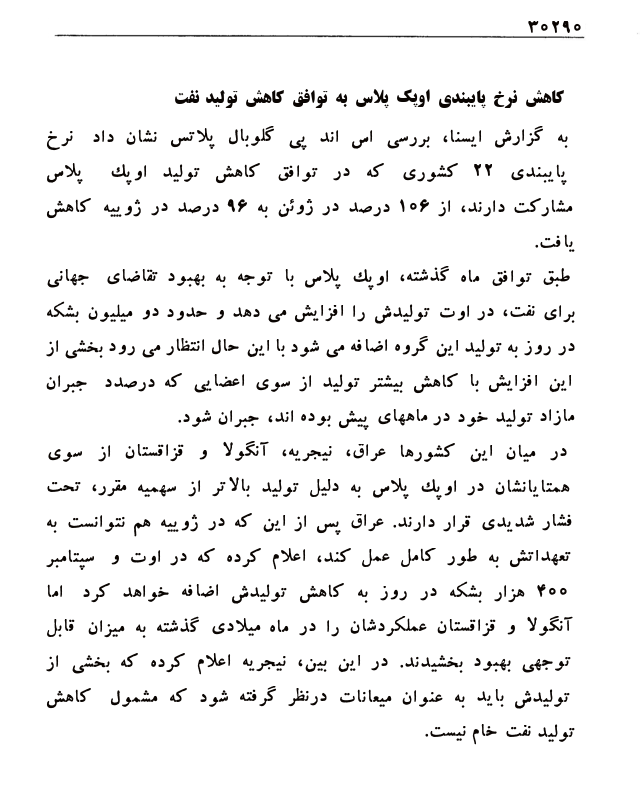 ۳۰۲۹۰
کاهش نرخ پایبندی اوپک پلاس به توافق کاهش تولید نفت
به گزارش ایسنا، بررسی اس اند پی گلوبال پلاتس نشان داد نرخ
پایبندی ۲۲ کشوری که در توافق کاهش تولید اوپك پلاس
مشارکت دارند، از ۱۰۶ درصد در ژوئن به ۹۶ درصد در ژوییه کاهش
یافت.
طبق توافق ماه گذشته، اوپك پلاس با توجه به بهبود تقاضای جهانی
برای نفت، در اوت تولیدش را افزایش می دهد و حدود دو میلیون بشکه
در روز به تولید این گروه اضافه می شود با این حال انتظار می رود بخشی از
این افزایش با کاهش بیشتر تولید از سوی اعضایی که درصدد جبران
مازاد تولید خود در ماههای پیش بوده اند، جبران شود.
در میان این کشورها عراق، نیجریه، آنگولا و قزاقستان از سوی
همتایانشان در اوپك پلاس به دلیل تولید بالاتر از سهمیه مقرر، تحت
فشار شدیدی قرار دارند. عراق پس از این که در ژوییه هم نتوانست به
تعهداتش به طور کامل عمل کند، اعلام کرده که در اوت و سپتامبر
۴۰۰ هزار بشکه در روز به کاهش تولیدش اضافه خواهد کرد اما
آنگولا و قزاقستان عملکردشان را در ماه میلادی گذشته به میزان قابل
توجهی بهبود بخشیدند. در این بین، نیجریه اعلام کرده که بخشی از
تولیدش باید به عنوان میعانات درنظر گرفته شود که مشمول کاهش
تولید نفت خام نیست.